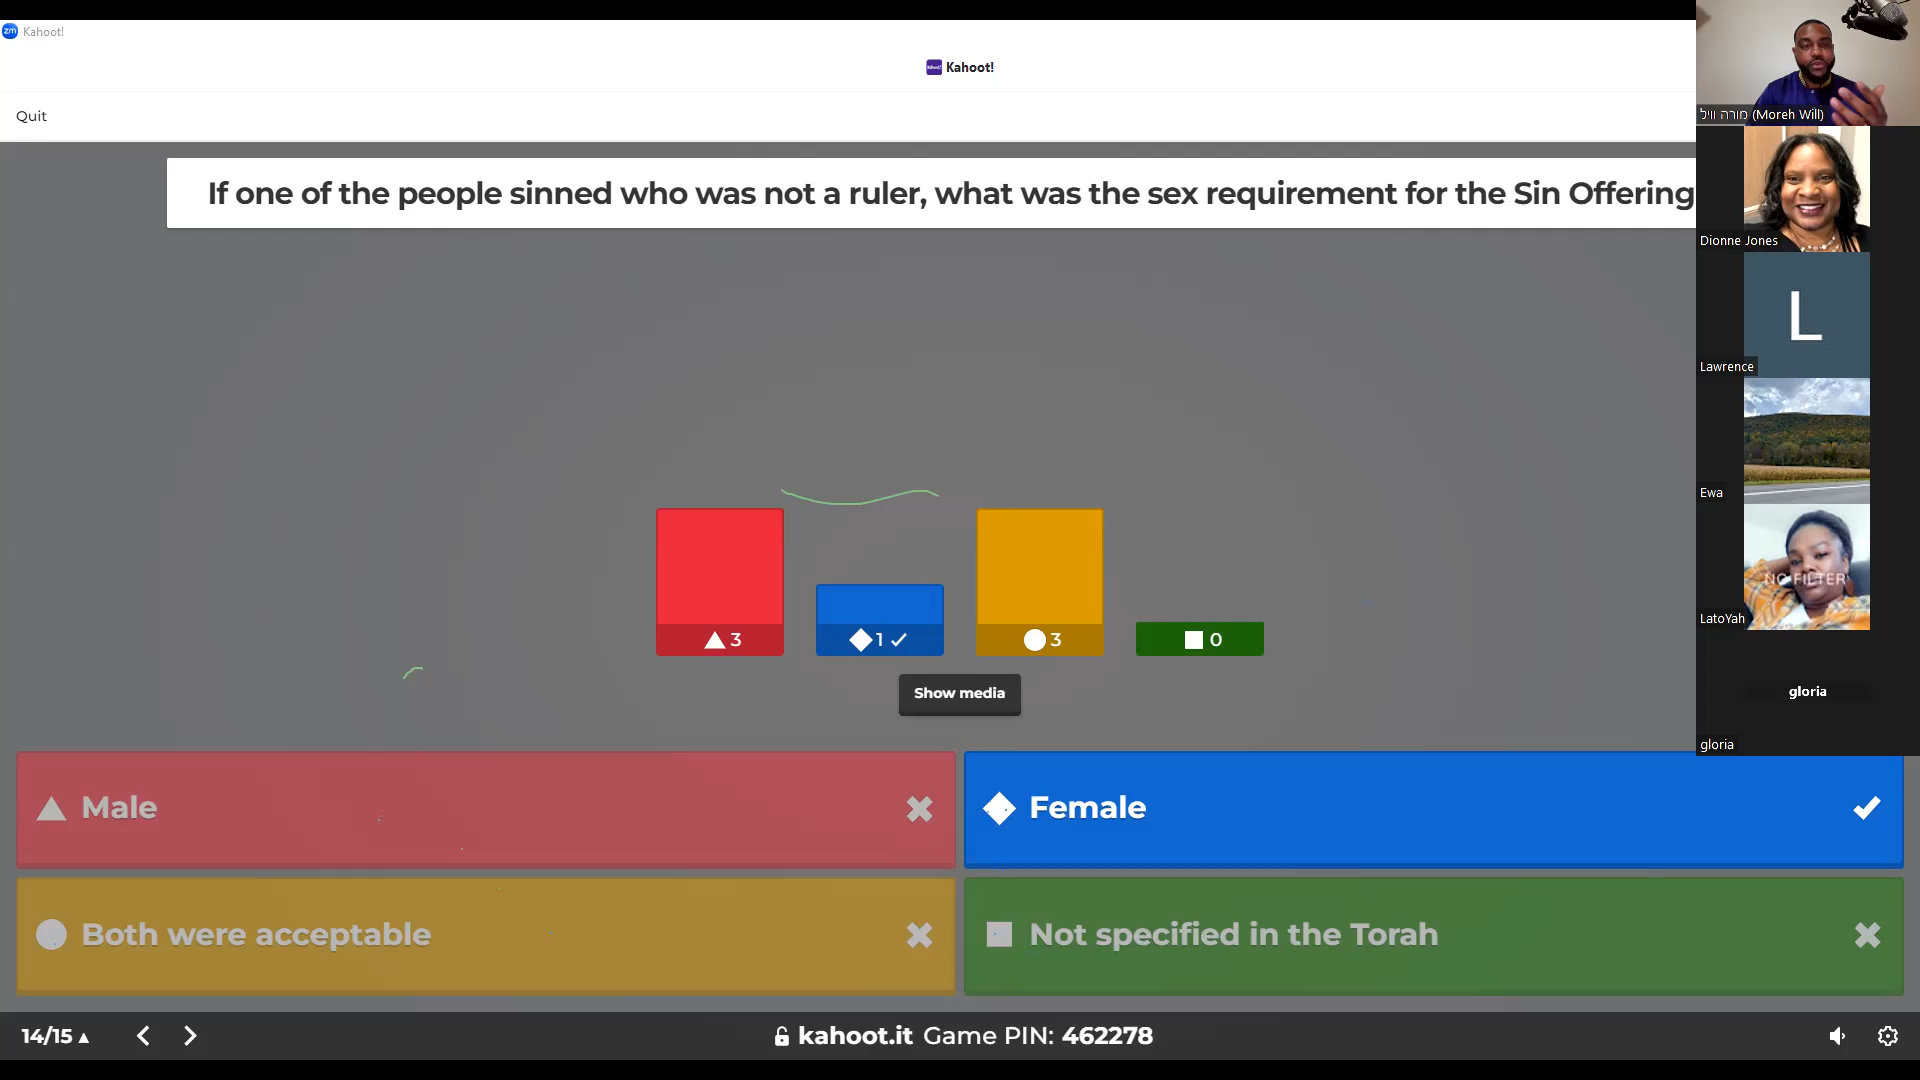 zm Kahoot!
Kahoot! Kahoot!
Quit
If one of the people sinned who was not a ruler, what was the sex requirement for the Sin Offering
3
1
3
0
Show media
Male
Female
Both were acceptable
Not specified in the Torah
14/15
kahoot.it Game PIN: 462278
מורה וויל (Moreh Will)
Dionne Jones
L
Lawrence
Ewa
NO FILTER
LatoYah
gloria
gloria